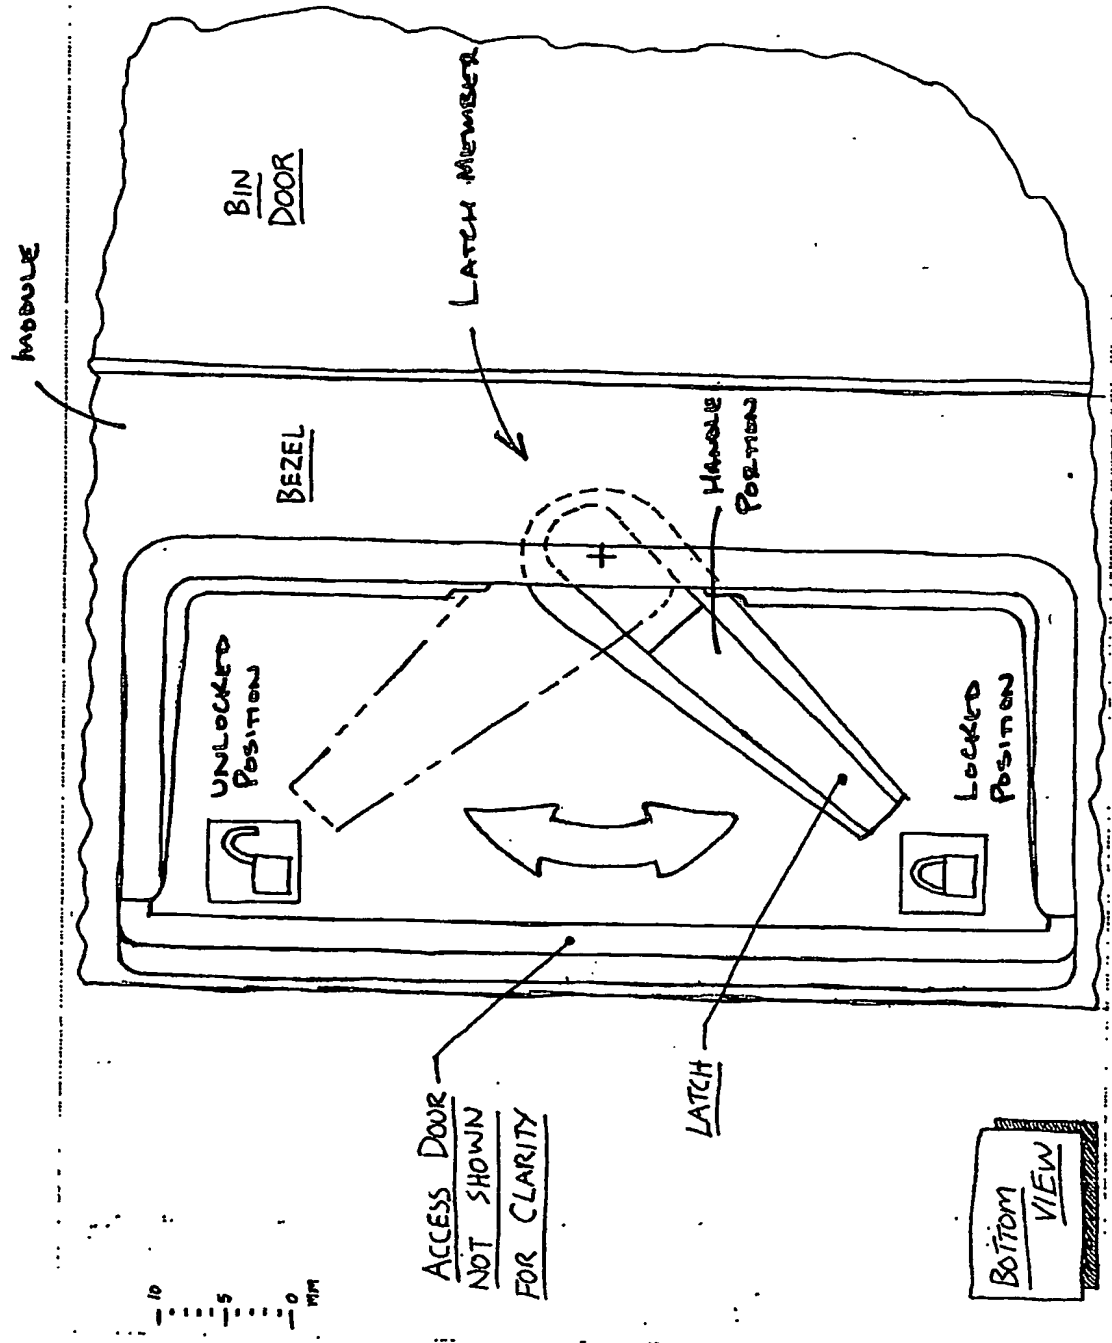 MODULE
BIN
DOOR
LATCH MEMBER
BEZEL
HANDLE
PORTION
UNLOCKED
POSITION
LOCKED
POSITION
ACCESS DOOR
NOT SHOWN
FOR CLARITY
LATCH
BOTTOM
VIEW
10
5
0
MM